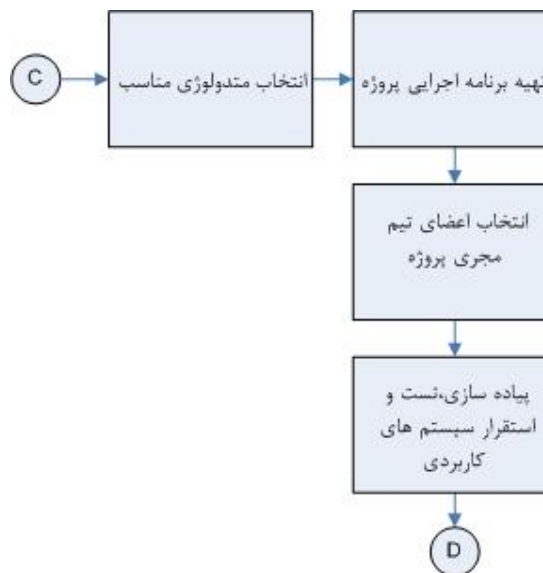 C
انتخاب متدولوژی مناسب
تهیه برنامه اجرایی پروژه
انتخاب اعضای تیم
مجری پروژه
پیاده سازی،تست و
استقرار سیستم های
کاربردی
D